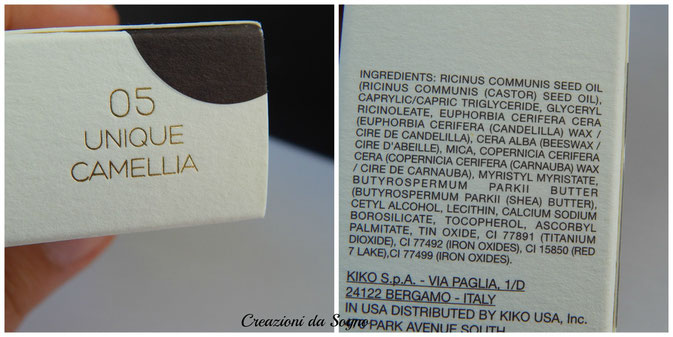 05
UNIQUE
CAMELLIA
INGREDIENTS: RICINUS COMMUNIS SEED OIL
(RICINUS COMMUNIS (CASTOR) SEED OIL),
CAPRYLIC/CAPRIC TRIGLYCERIDE, GLYCERYL
RICINOLEATE, EUPHORBIA CERIFERA CERA
(EUPHORBIA CERIFERA (CANDELILLA) WAX /
CIRE DE CANDELILLA), CERA ALBA (BEESWAX /
CIRE D'ABEILLE), MICA, COPERNICIA CERIFERA
CERA (COPERNICIA CERIFERA (CARNAUBA) WAX
/ CIRE DE CARNAUBA), MYRISTYL MYRISTATE,
BUTYROSPERMUM PARKII BUTTER
(BUTYROSPERMUM PARKII (SHEA) BUTTER),
CETYL ALCOHOL, LECITHIN, CALCIUM SODIUM
BOROSILICATE, TOCOPHEROL, ASCORBYL
PALMITATE, TIN OXIDE, CI 77891 (TITANIUM
DIOXIDE), CI 77492 (IRON OXIDES), CI 15850 (RED
7 LAKE),CI 77499 (IRON OXIDES).
KIKO S.p.A. - VIA PAGLIA, 1/D
24122 BERGAMO - ITALY
IN USA DISTRIBUTED BY KIKO USA, Inc.
PARK AVENUE SOUTH
Creazioni da Sogno